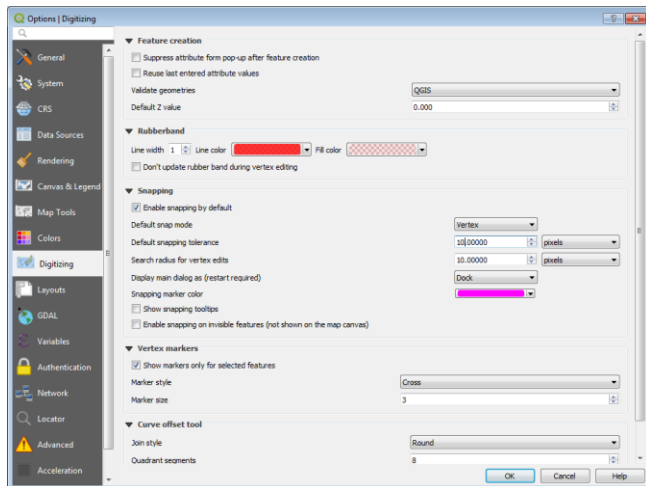 Options | Digitizing
General
System
CRS
Data Sources
Rendering
Canvas & Legend
Map Tools
Colors
Digitizing
Layouts
GDAL
Variables
Authentication
Network
Locator
Advanced
Acceleration
Feature creation
Suppress attribute form pop-up after feature creation
Reuse last entered attribute values
Validate geometries QGIS
Default Z value 0.000
Rubberband
Line width 1 Line color Fill color
Don't update rubber band during vertex editing
Snapping
Enable snapping by default
Default snap mode Vertex
Default snapping tolerance 10.00000 pixels
Search radius for vertex edits 10.00000 pixels
Display main dialog as (restart required) Dock
Snapping marker color
Show snapping tooltips
Enable snapping on invisible features (not shown on the map canvas)
Vertex markers
Show markers only for selected features
Marker style Cross
Marker size 3
Curve offset tool
Join style Round
Quadrant segments 8
OK Cancel Help